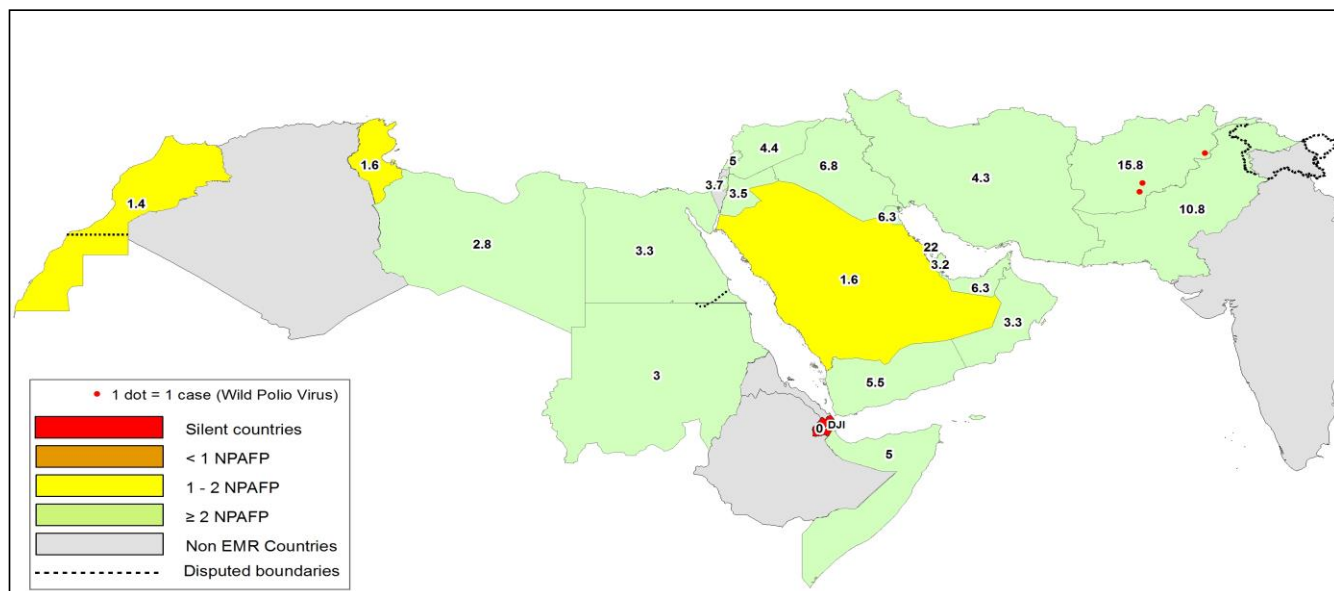 4.4
5
6.8
1.6
15.8
4.3
3.7
3.5
1.4
10.8
6.3
2.8
3.3
22
3.2
1.6
6.3
3.3
3
5.5
0 DJI
5
1 dot = 1 case (Wild Polio Virus)
Silent countries
< 1 NPAFP
1 - 2 NPAFP
≥ 2 NPAFP
Non EMR Countries
Disputed boundaries